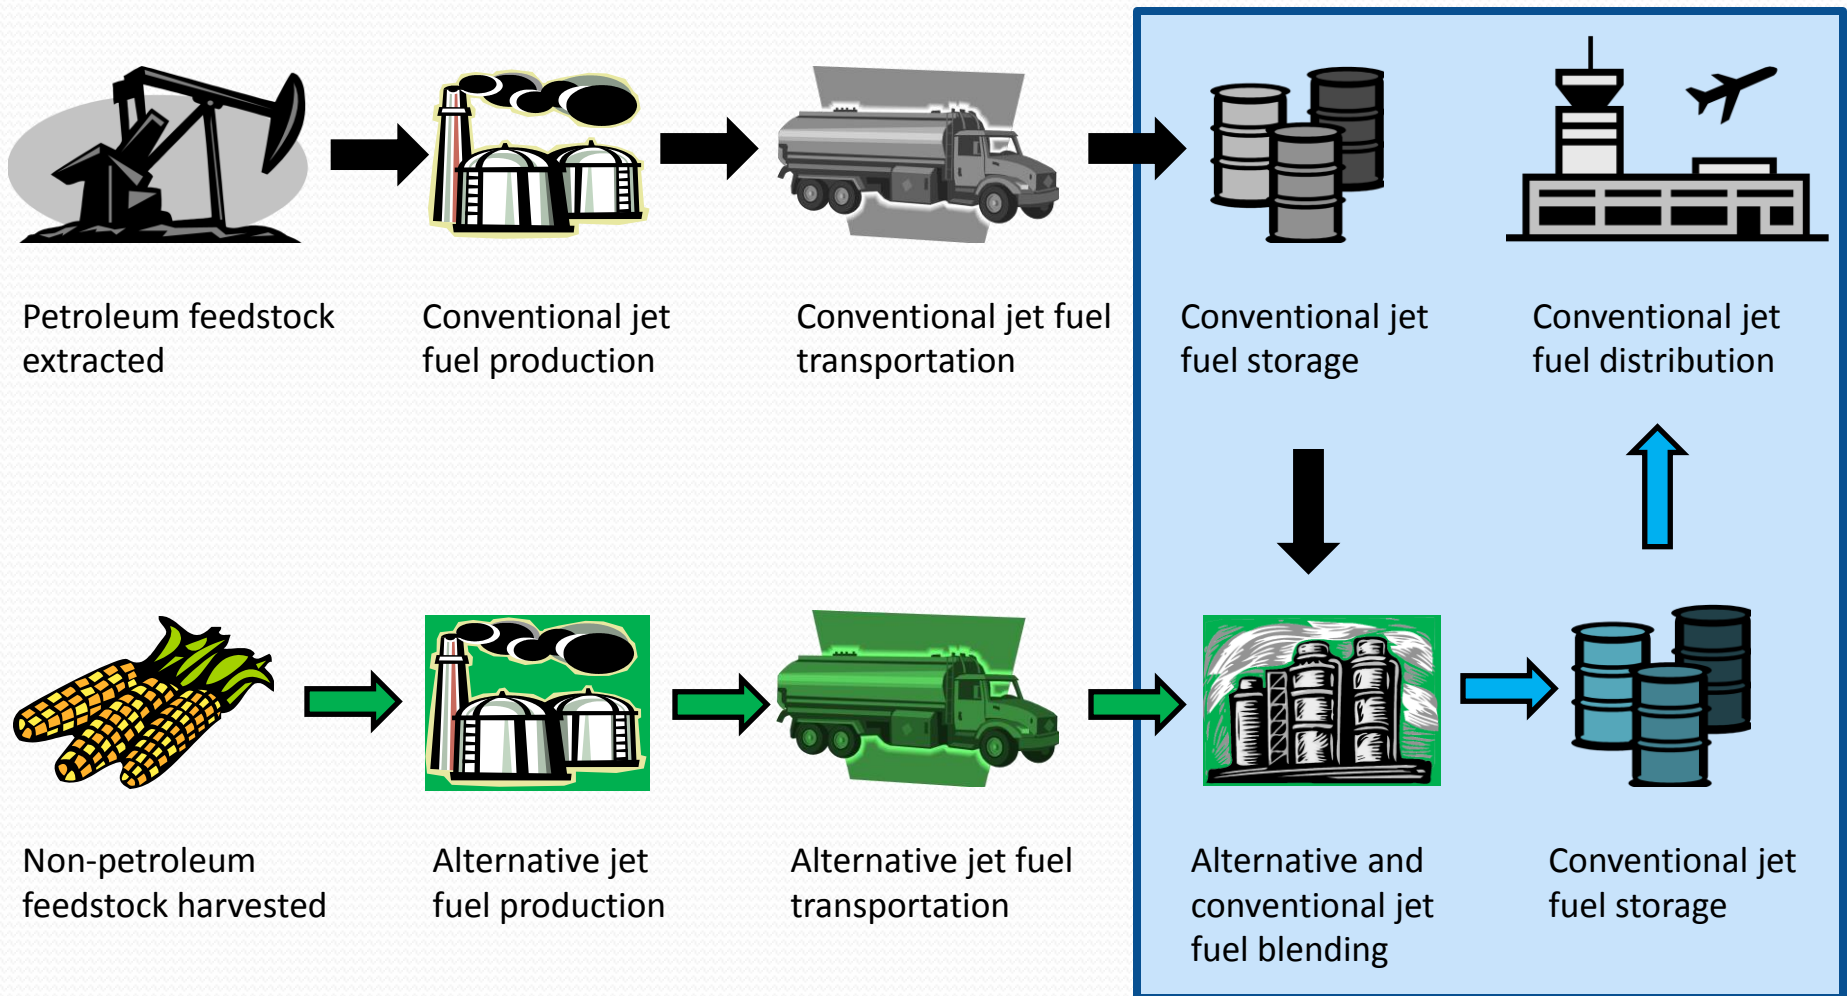 Petroleum feedstock
extracted
Conventional jet
fuel production
Conventional jet fuel
transportation
Conventional jet
fuel storage
Conventional jet
fuel distribution
Non-petroleum
feedstock harvested
Alternative jet
fuel production
Alternative jet fuel
transportation
Alternative and
conventional jet
fuel blending
Conventional jet
fuel storage